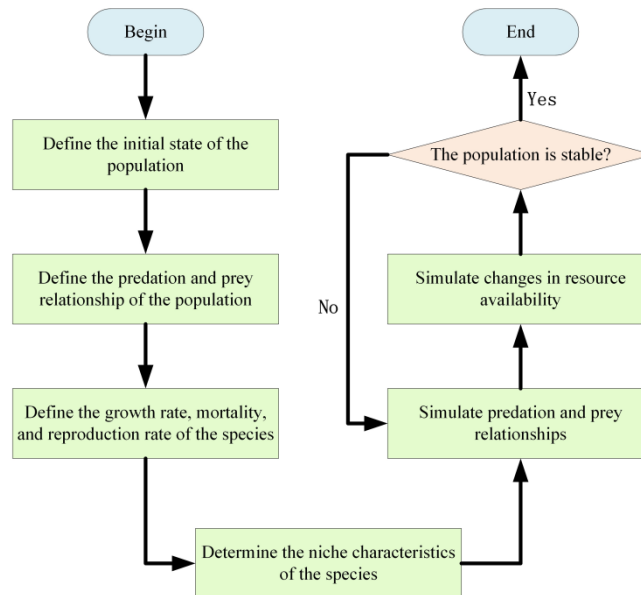 Begin
Define the initial state of the
population
Define the predation and prey
relationship of the population
Define the growth rate, mortality,
and reproduction rate of the species
Determine the niche characteristics
of the species
Simulate predation and prey
relationships
Simulate changes in resource
availability
The population is stable?
No
Yes
End